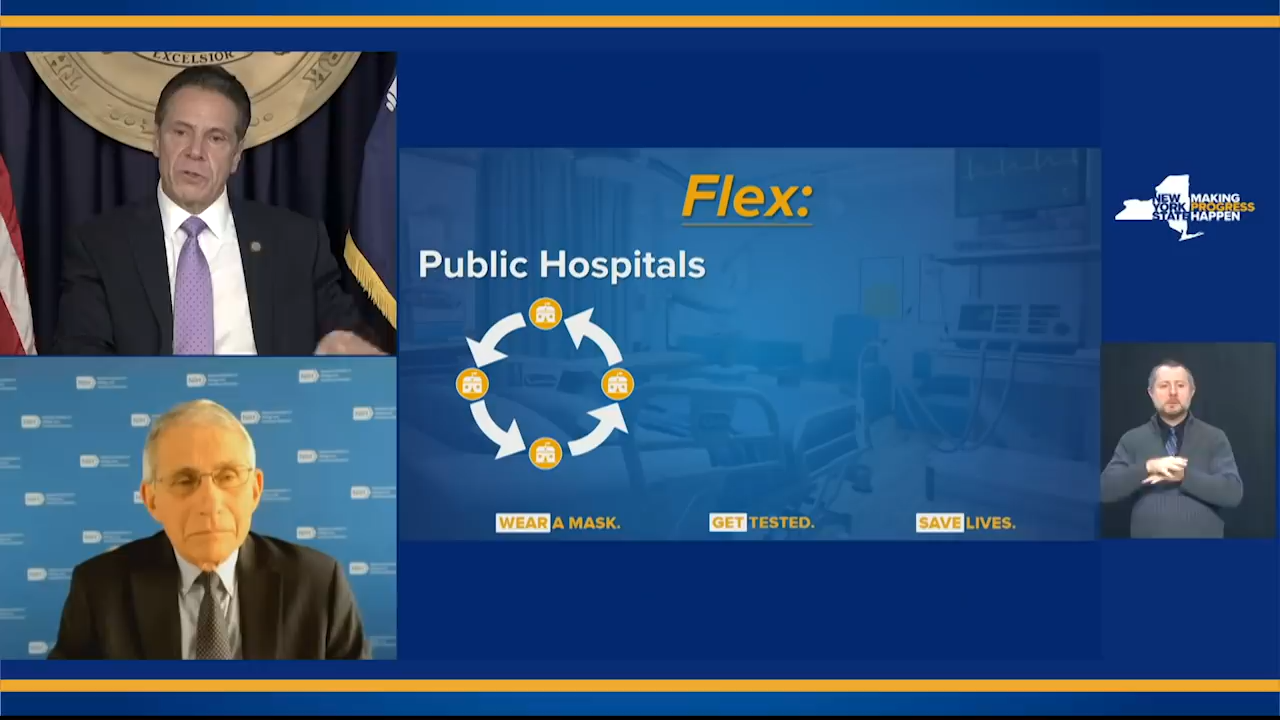 EXCELSIOR
Flex:
Public Hospitals
NEW
YORK
STATE
MAKING
PROGRESS
HAPPEN
WEAR A MASK.
GET TESTED.
SAVE LIVES.